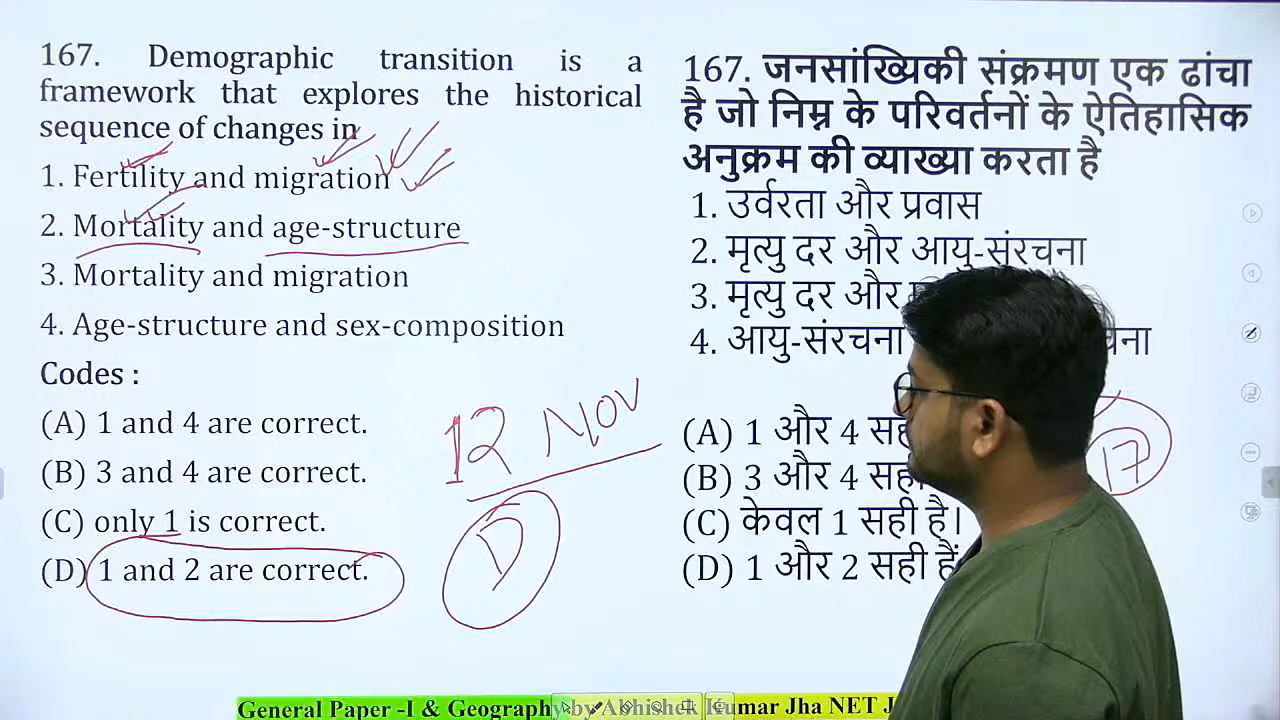 167. Demographic transition is a
framework that explores the historical
sequence of changes in
1. Fertility and migration
2. Mortality and age-structure
3. Mortality and migration
4. Age-structure and sex-composition
Codes :
(A) 1 and 4 are correct.
(B) 3 and 4 are correct.
(C) only 1 is correct.
(D) 1 and 2 are correct.
12 Nov
D
167. जनसांख्यिकी संक्रमण एक ढांचा
है जो निम्न के परिवर्तनों के ऐतिहासिक
अनुक्रम की व्याख्या करता है
1. उर्वरता और प्रवास
2. मृत्यु दर और आयु-संरचना
3. मृत्यु दर और
4. आयु-संरचना
(A) 1 और 4
(B) 3 और 4
(C) केवल 1 सही है।
(D) 1 और 2 सही हैं
17
General Paper -I & Geography by Abhishek Kumar Jha NET J